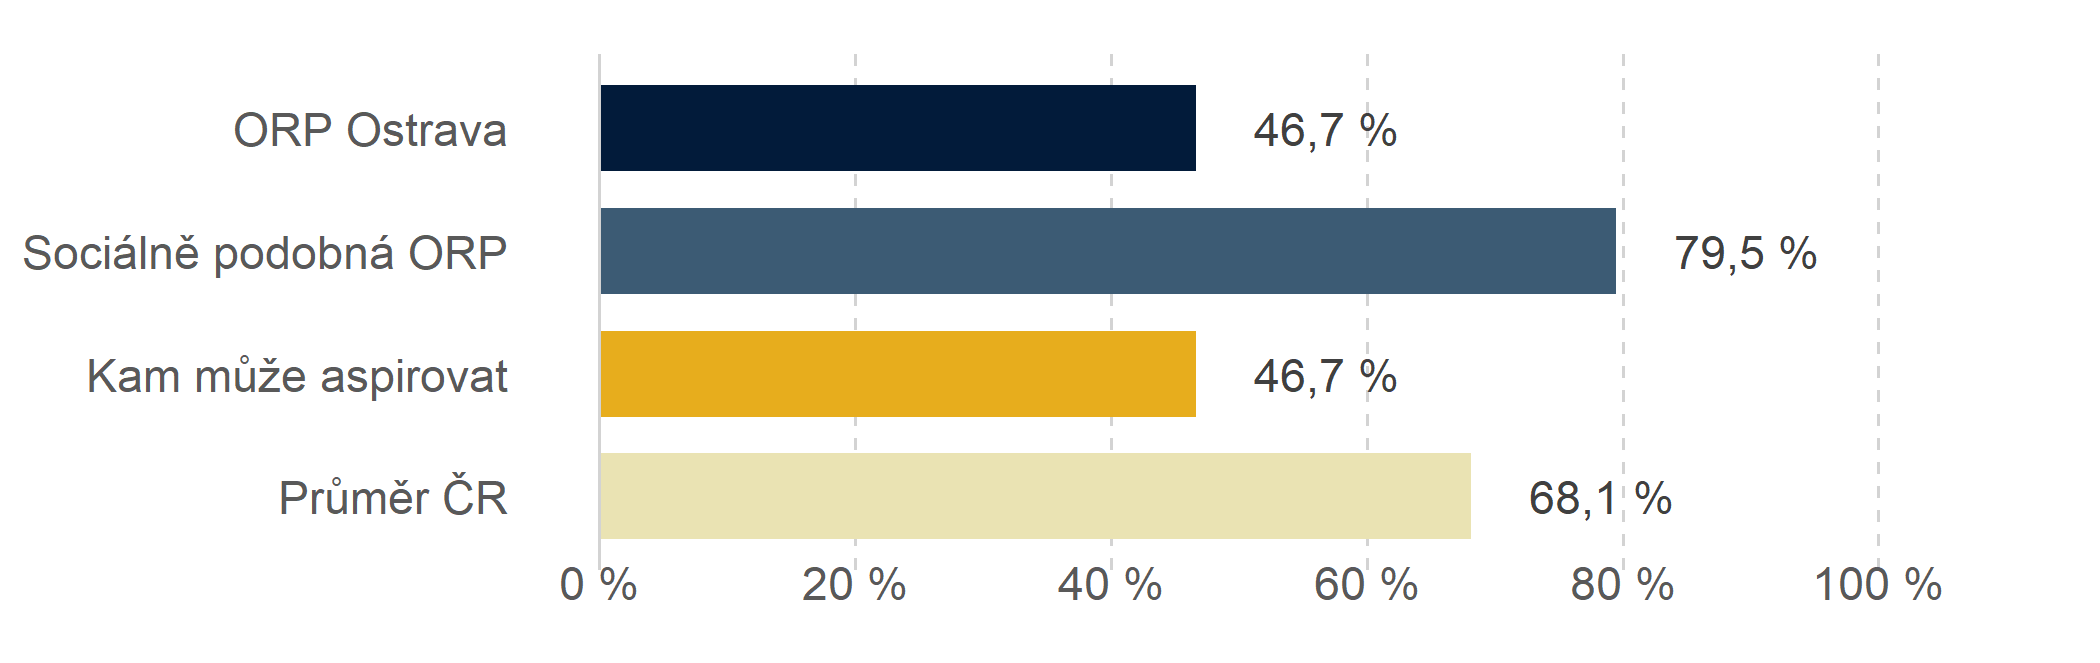 ORP Ostrava
46,7 %
Sociálně podobná ORP
79,5 %
Kam může aspirovat
46,7 %
Průměr ČR
68,1 %
0 % 20 % 40 % 60 % 80 % 100 %